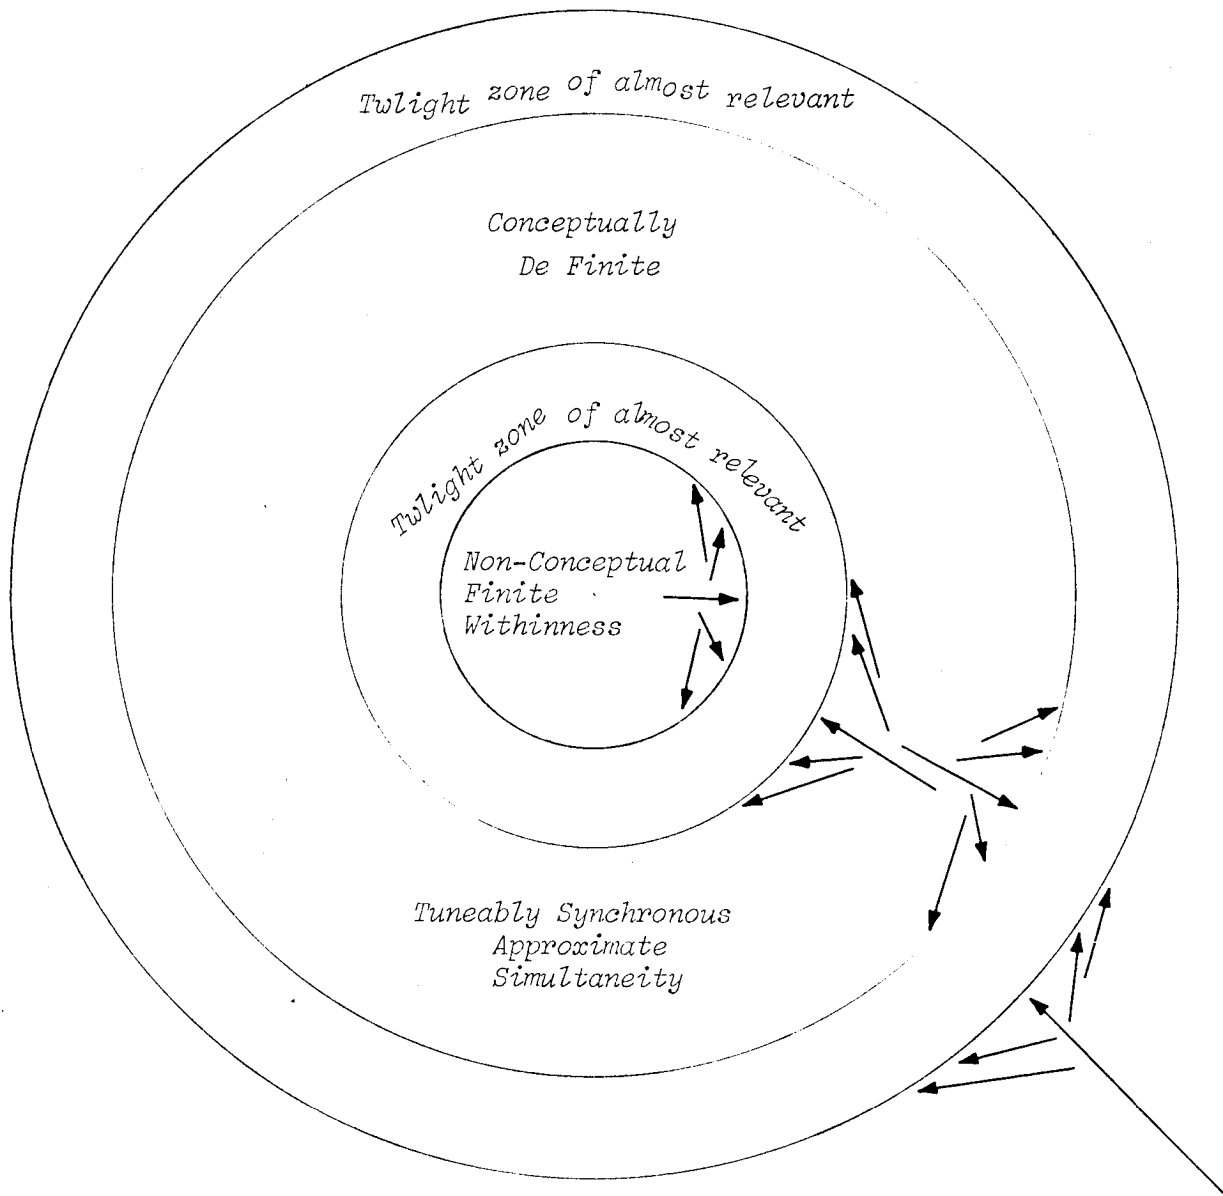 Twlight zone of almost relevant
Conceptually
De Finite
Twlight zone of almost relevant
Non-Conceptual
Finite
Withinness
Tuneably Synchronous
Approximate
Simultaneity